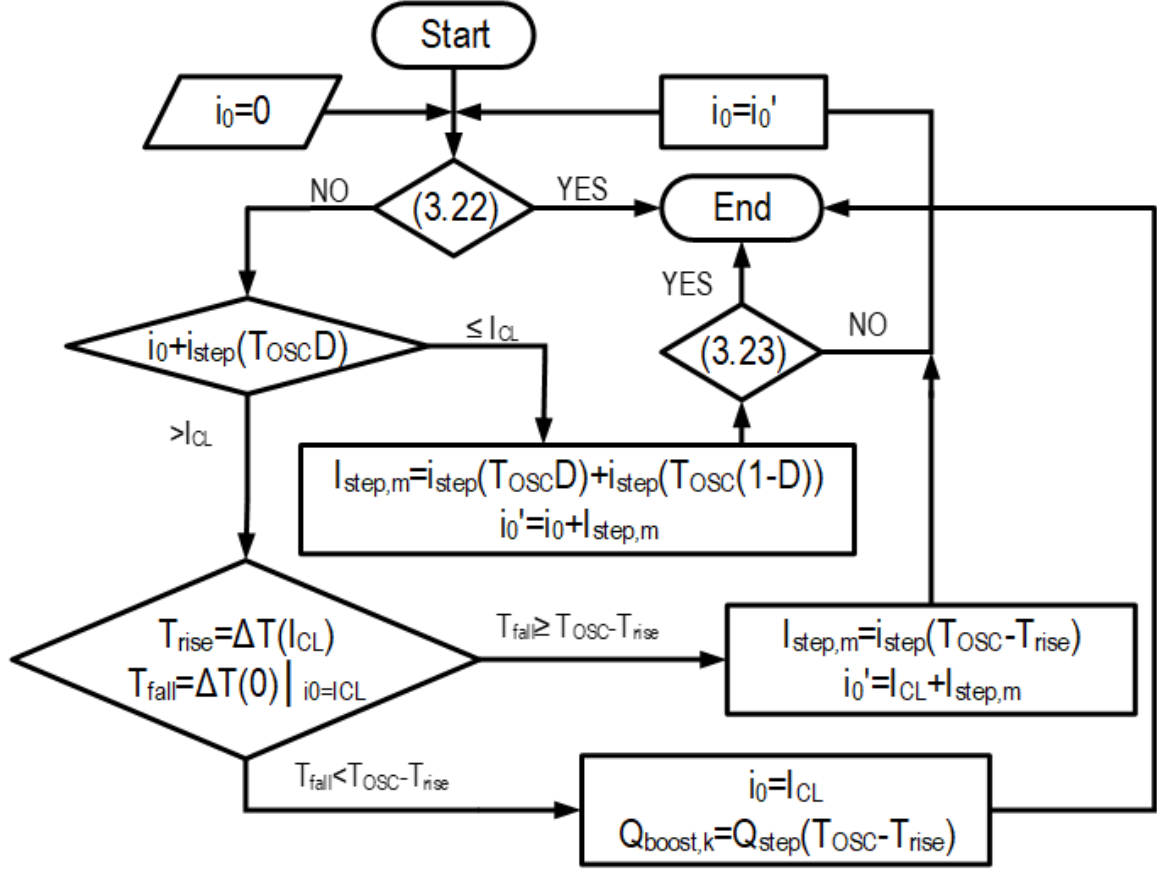 Start
i0=0
i0=i0'
NO
(3.22)
YES
End
YES
i0+istep(TOSCD)
≤ ICL
(3.23)
NO
>ICL
Istep,m=istep(TOSCD)+istep(TOSC(1-D))
i0'=i0+Istep,m
Trise=ΔT(ICL)
Tfall=ΔT(0)| i0=ICL
Tfall≥ TOSC-Trise
Istep,m=istep(TOSC-Trise)
i0'=ICL+Istep,m
Tfall<TOSC-Trise
i0=ICL
Qboost,k=Qstep(TOSC-Trise)